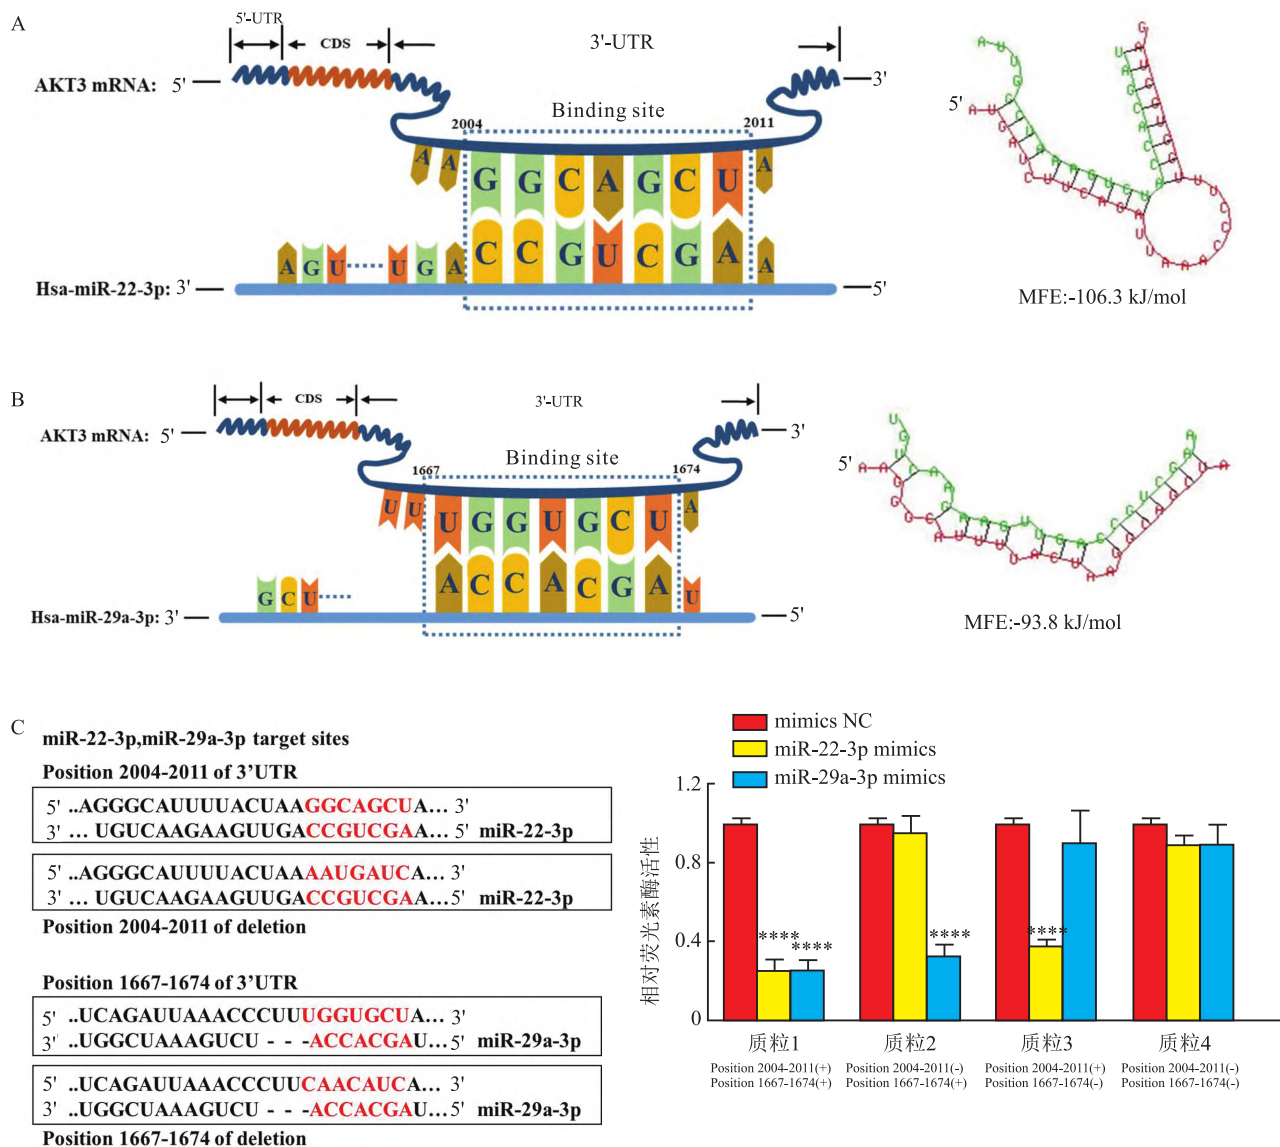 A
5'-UTR
CDS
3'-UTR
AKT3 mRNA: 5'
3'
Binding site
2004
2011
A A G G C A G C U A
A G U U G A C C G U C G A A
Hsa-miR-22-3p: 3'
5'
5'
MFE:-106.3 kJ/mol
B
CDS
3'-UTR
AKT3 mRNA: 5'
3'
Binding site
1667
1674
U U U G G U G C U A
G C U A C C A C G A U
Hsa-miR-29a-3p: 3'
5'
5'
MFE:-93.8 kJ/mol
C
miR-22-3p,miR-29a-3p target sites
Position 2004-2011 of 3’UTR
5' ..AGGGCAUUUUACUAAGGCAGCUA... 3'
3' ... UGUCAAGAAGUUGACCGUCGAA... 5' miR-22-3p
5' ..AGGGCAUUUUACUAAAAUGAUCA... 3'
3' ... UGUCAAGAAGUUGACCGUCGAA...5' miR-22-3p
Position 2004-2011 of deletion
Position 1667-1674 of 3’UTR
5' ..UCAGAUUAAACCCUUUGGUGCUA... 3'
3' ..UGGCUAAAGUCU - - -ACCACGAU...5' miR-29a-3p
5' ..UCAGAUUAAACCCUUCAACAUCA... 3'
3' ..UGGCUAAAGUCU - - -ACCACGAU...5' miR-29a-3p
Position 1667-1674 of deletion
mimics NC
miR-22-3p mimics
miR-29a-3p mimics
相对荧光素酶活性
1.2
0.8
0.4
0
**** ****
****
****
质粒1
Position 2004-2011(+)
Position 1667-1674(+)
质粒2
Position 2004-2011(-)
Position 1667-1674(+)
质粒3
Position 2004-2011(+)
Position 1667-1674(-)
质粒4
Position 2004-2011(-)
Position 1667-1674(-)